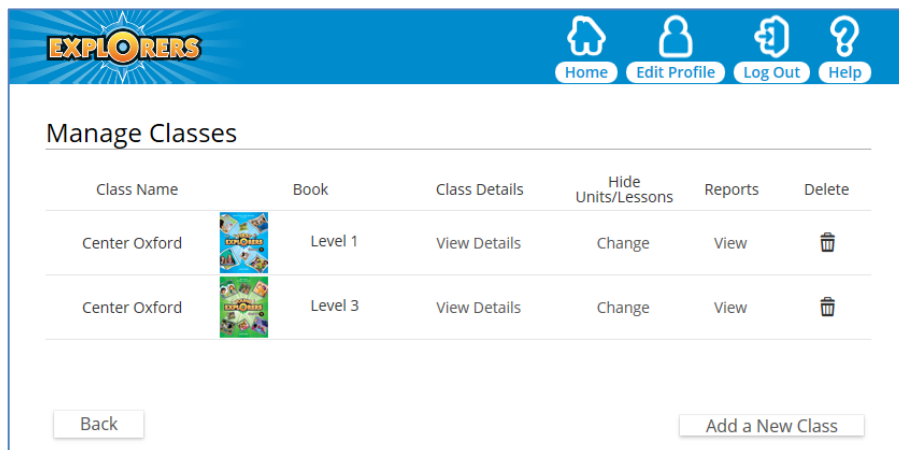 EXPLORERS
Home Edit Profile Log Out Help
Manage Classes
Class Name Book Class Details Hide Units/Lessons Reports Delete
Center Oxford EXPLORERS Level 1 View Details Change View
Center Oxford EXPLORERS Level 3 View Details Change View
Back Add a New Class